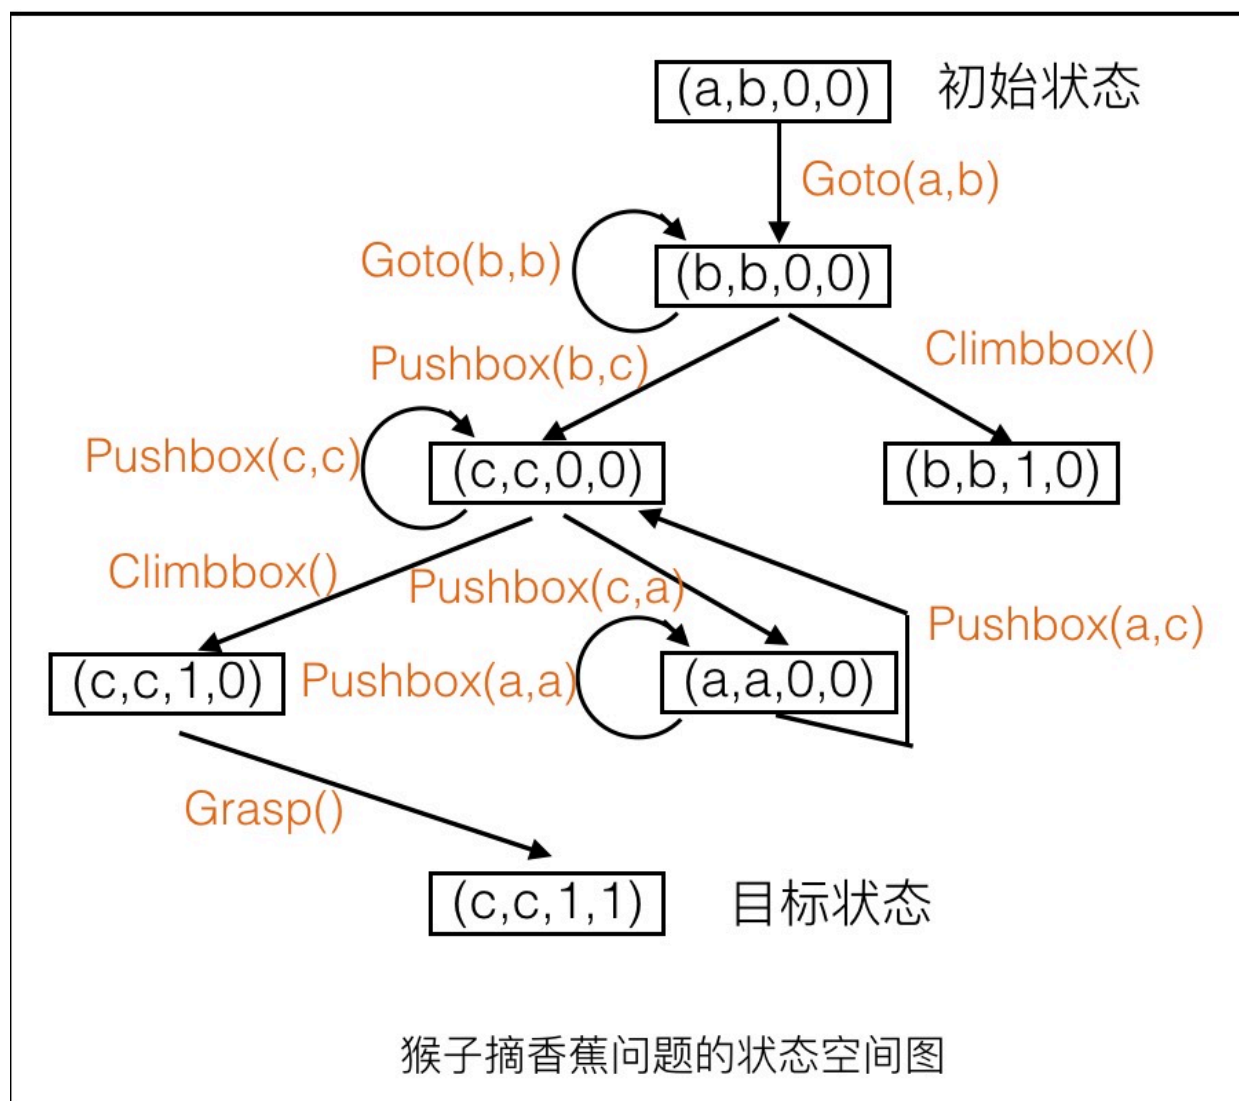 (a,b,0,0) 初始状态
Goto(a,b)
Goto(b,b)
(b,b,0,0)
Pushbox(b,c)
Climbbox()
Pushbox(c,c)
(c,c,0,0)
(b,b,1,0)
Climbbox()
Pushbox(c,a)
Pushbox(a,c)
(c,c,1,0)
Pushbox(a,a)
(a,a,0,0)
Grasp()
(c,c,1,1) 目标状态
猴子摘香蕉问题的状态空间图